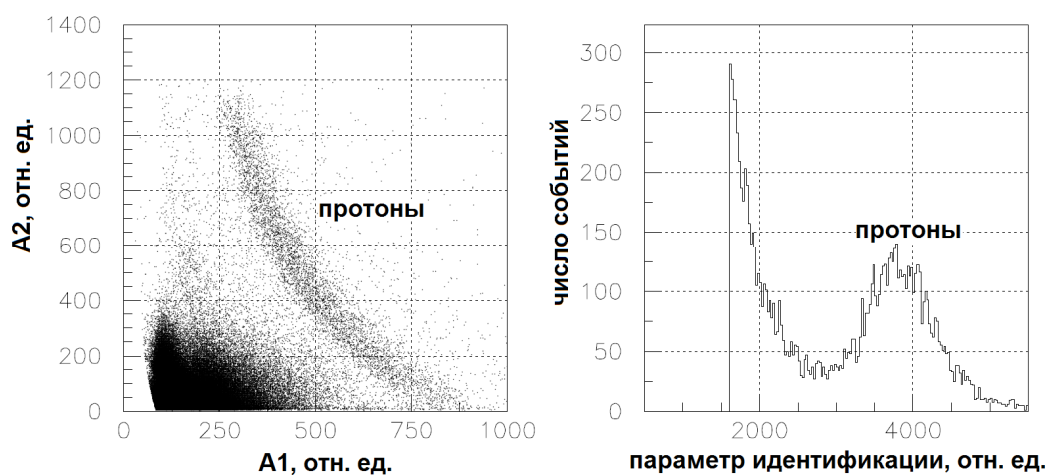 1400
1200
1000
800
600
400
200
0
A2, отн. ед.
протоны
0 250 500 750 1000
A1, отн. ед.
300
250
200
150
100
50
0
число событий
протоны
2000 4000
параметр идентификации, отн. ед.